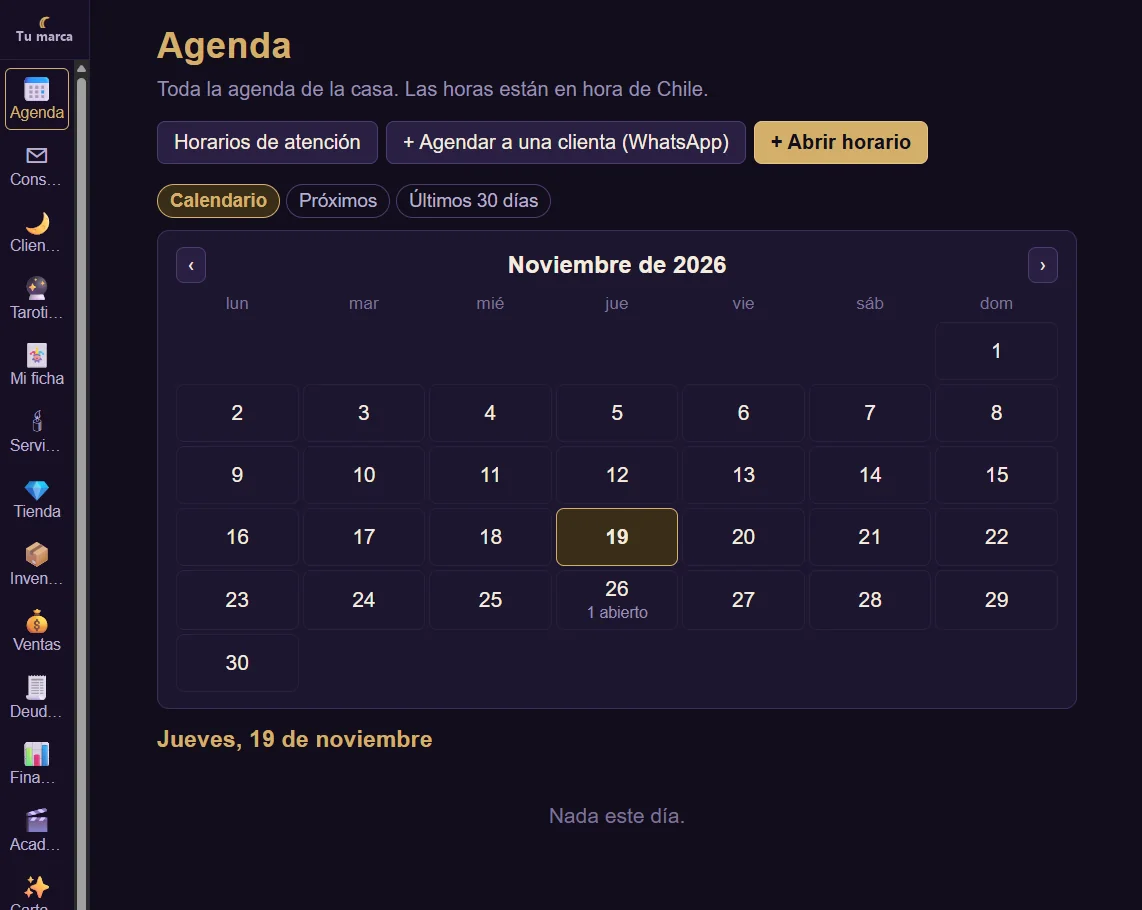 Tu marca
Agenda
Cons...
Clien...
Taroti...
Mi ficha
Servi...
Tienda
Inven...
Ventas
Deud...
Fina...
Acad...
Agenda
Toda la agenda de la casa. Las horas están en hora de Chile.
Horarios de atención
+ Agendar a una clienta (WhatsApp)
+ Abrir horario
Calendario
Próximos
Últimos 30 días
‹ Noviembre de 2026 ›
lun mar mié jue vie sáb dom
1
2 3 4 5 6 7 8
9 10 11 12 13 14 15
16 17 18 19 20 21 22
23 24 25 26 27 28 29
1 abierto
30
Jueves, 19 de noviembre
Nada este día.